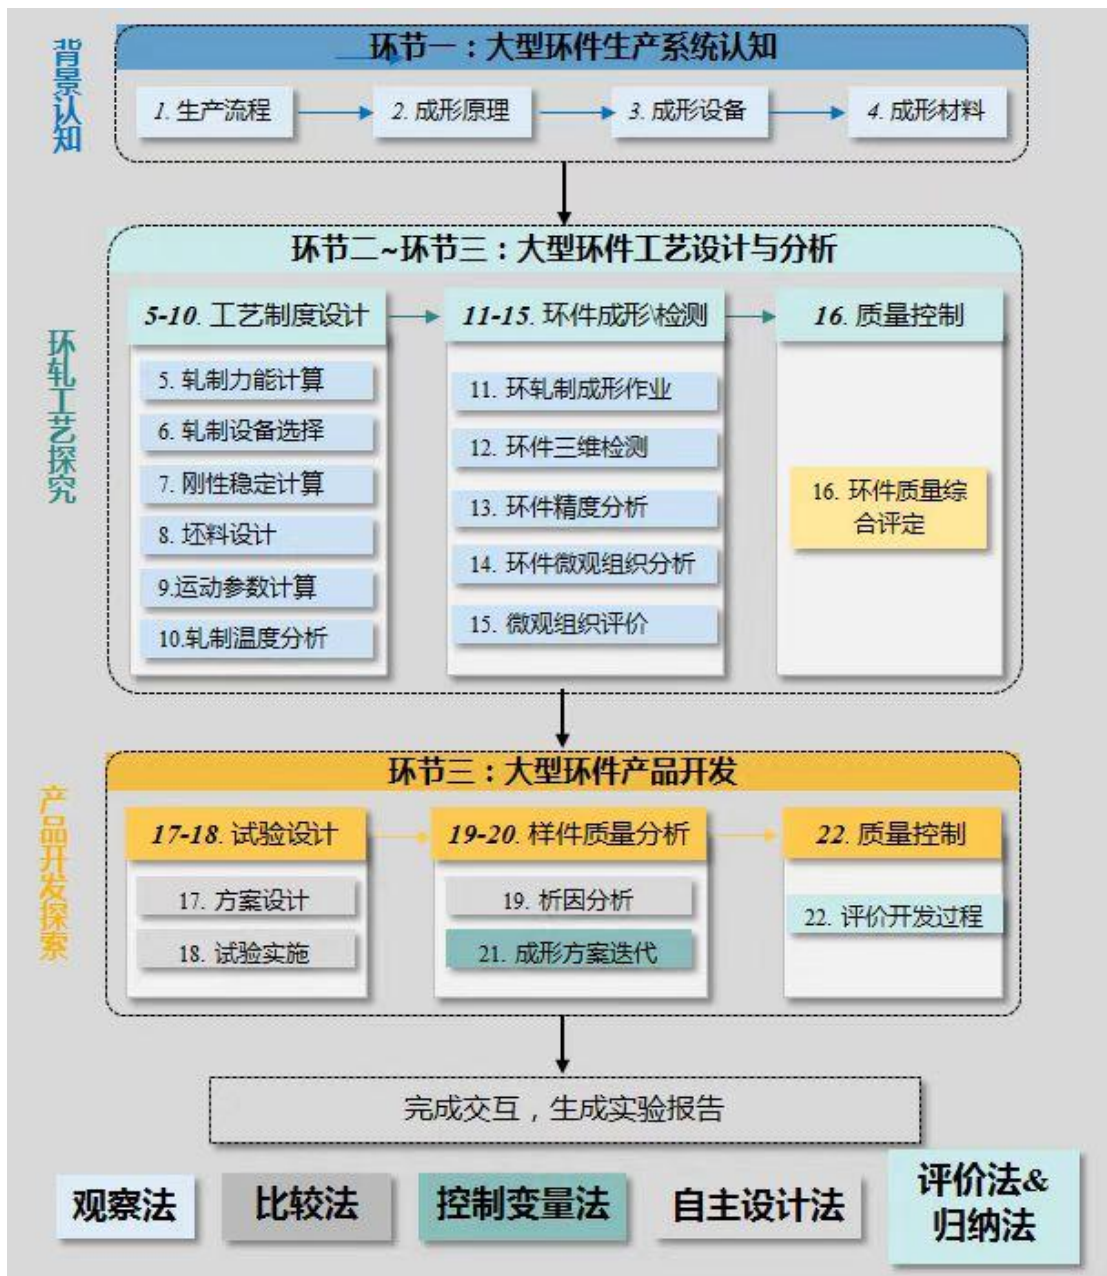 背景认知
环节一：大型环件生产系统认知
1. 生产流程
2. 成形原理
3. 成形设备
4. 成形材料
环轧工艺探究
环节二~环节三：大型环件工艺设计与分析
5-10. 工艺制度设计
5. 轧制力能计算
6. 轧制设备选择
7. 刚性稳定计算
8. 坯料设计
9.运动参数计算
10.轧制温度分析
11-15. 环件成形\检测
11. 环轧制成形作业
12. 环件三维检测
13. 环件精度分析
14. 环件微观组织分析
15. 微观组织评价
16. 质量控制
16. 环件质量综
合评定
产品开发探索
环节三：大型环件产品开发
17-18. 试验设计
17. 方案设计
18. 试验实施
19-20. 样件质量分析
19. 析因分析
21. 成形方案迭代
22. 质量控制
22. 评价开发过程
完成交互，生成实验报告
观察法
比较法
控制变量法
自主设计法
评价法&
归纳法